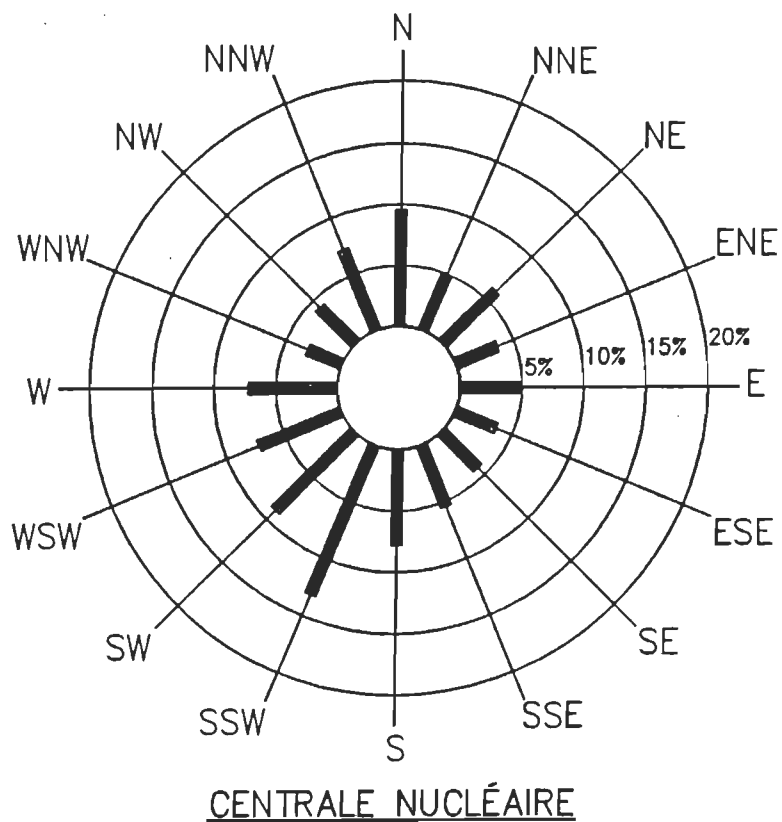 N
NNW
NNE
NW
NE
WNW
ENE
5% 10% 15% 20%
W
E
WSW
ESE
SW
SE
SSW
SSE
S
CENTRALE NUCLÉAIRE